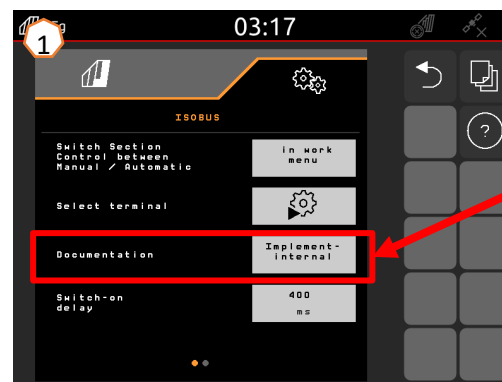 03:17
1
ISOBUS
Switch Section
Control between
Manual / Automatic
in work
menu
Select terminal
Documentation
Implement-
internal
Switch-on
delay
400
ms
?